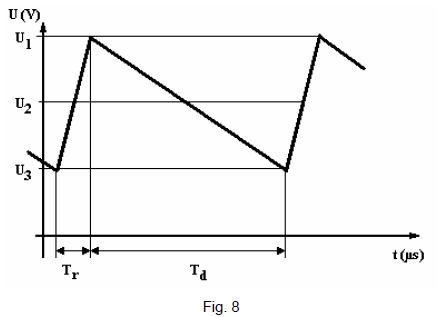 U (V)
U1
U2
U3
t (µs)
Tr
Td
Fig. 8